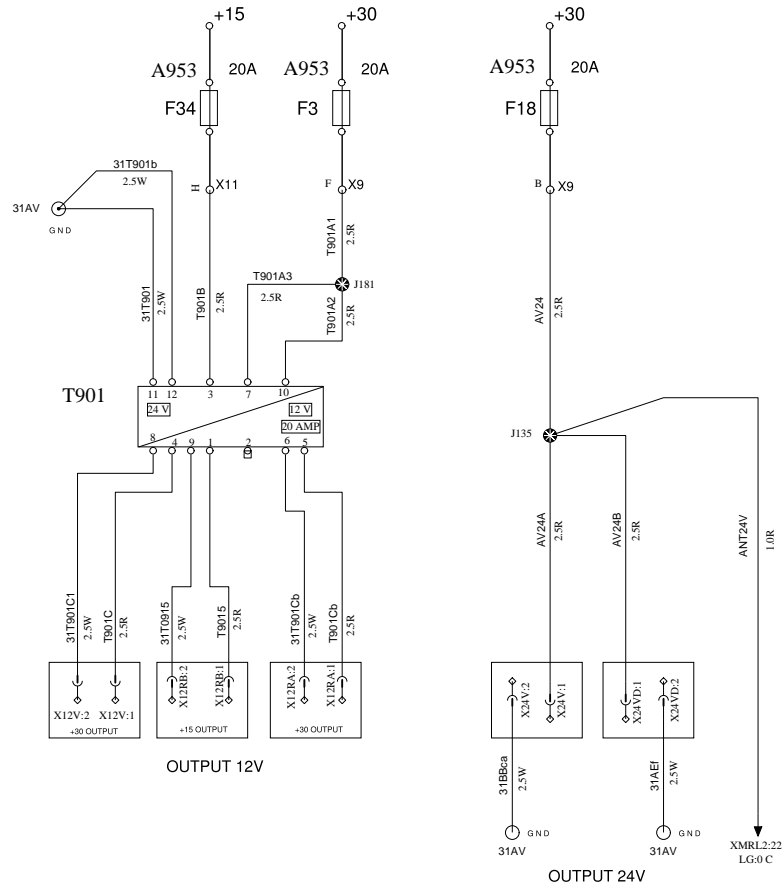 +15
+30
+30
A953 20A
A953 20A
A953 20A
F34
F3
F18
31T901b
2.5W
H X11
F X9
B X9
31AV
GND
T901A1
2.5R
T901A3
2.5R
J181
31T901
2.5W
T901B
2.5R
T901A2
2.5R
AV24
2.5R
T901
11 12 3 7 10
24 V
12 V
20 AMP
8 4 9 1 2 6 5
J135
AV24A
2.5R
AV24B
2.5R
ANT24V
1.0R
31T901C1
2.5W
T901C
2.5R
31T0915
2.5W
T9015
2.5R
31T901Cb
2.5W
T901Cb
2.5R
X12V:2 X12V:1
+30 OUTPUT
X12RB:2
X12RB:1
+15 OUTPUT
X12RA:2
X12RA:1
+30 OUTPUT
X24V:2
X24V:1
X24VD:1
X24VD:2
OUTPUT 12V
31BBca
2.5W
31AEf
2.5W
GND
31AV
GND
31AV
XMRL2:22
LG:0 C
OUTPUT 24V